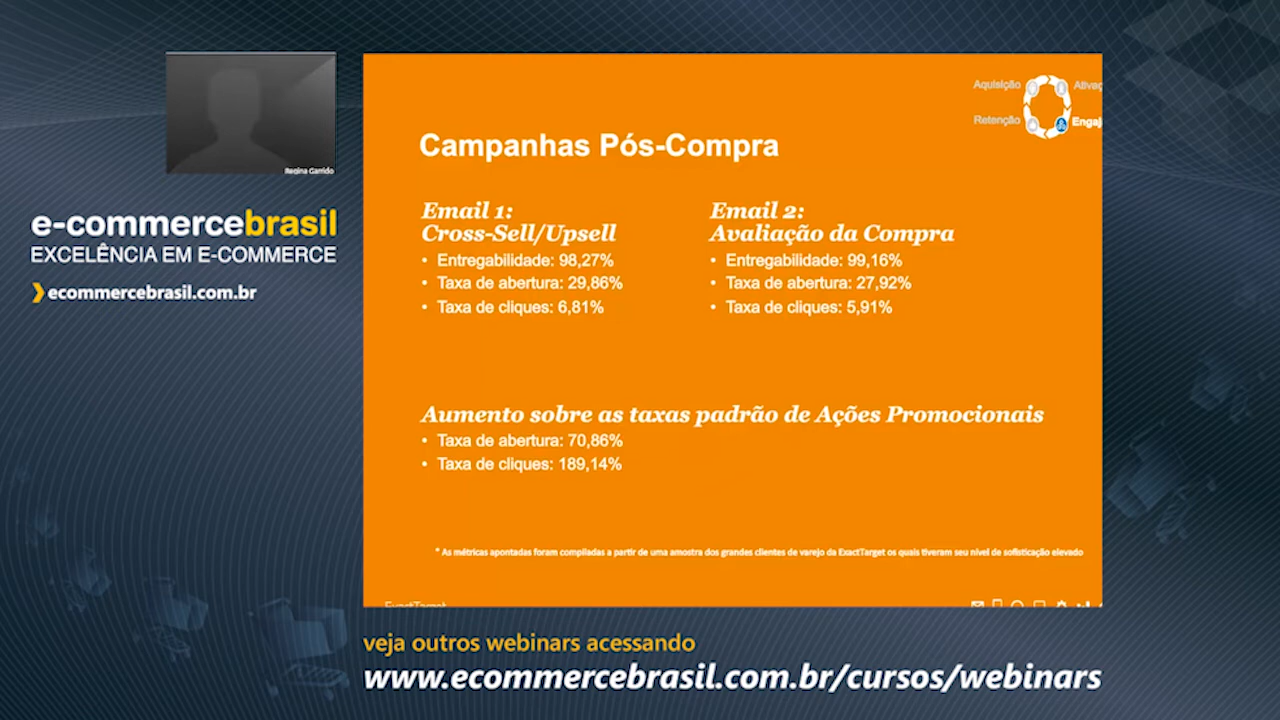 Regina Garrido
e-commercebrasil
EXCELÊNCIA EM E-COMMERCE
ecommercebrasil.com.br
Aquisição
Retenção
Campanhas Pós-Compra
Email 1:
Cross-Sell/Upsell
• Entregabilidade: 98,27%
• Taxa de abertura: 29,86%
• Taxa de cliques: 6,81%
Email 2:
Avaliação da Compra
• Entregabilidade: 99,16%
• Taxa de abertura: 27,92%
• Taxa de cliques: 5,91%
Aumento sobre as taxas padrão de Ações Promocionais
• Taxa de abertura: 70,86%
• Taxa de cliques: 189,14%
* As métricas apontadas foram compiladas a partir de uma amostra dos grandes clientes de varejo da ExactTarget os quais tiveram seu nível de sofisticação elevado
ExactTarget
veja outros webinars acessando
www.ecommercebrasil.com.br/cursos/webinars